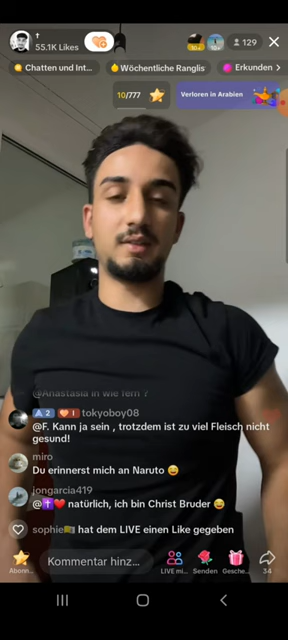 †
55.1K Likes
10+
1+
129
Chatten und Int...
Wöchentliche Ranglis
Erkunden >
10/777
Verloren in Arabien
@Anastasia in wie fern ?
2
1
tokyoboy08
@F. Kann ja sein , trotzdem ist zu viel Fleisch nicht
gesund!
miro
Du erinnerst mich an Naruto 😄
jongarcia419
@✝️❤️ natürlich, ich bin Christ Bruder 😅
sophie hat dem LIVE einen Like gegeben
Kommentar hinz...
Abonn...
LIVE mi...
Senden
Gesche...
34